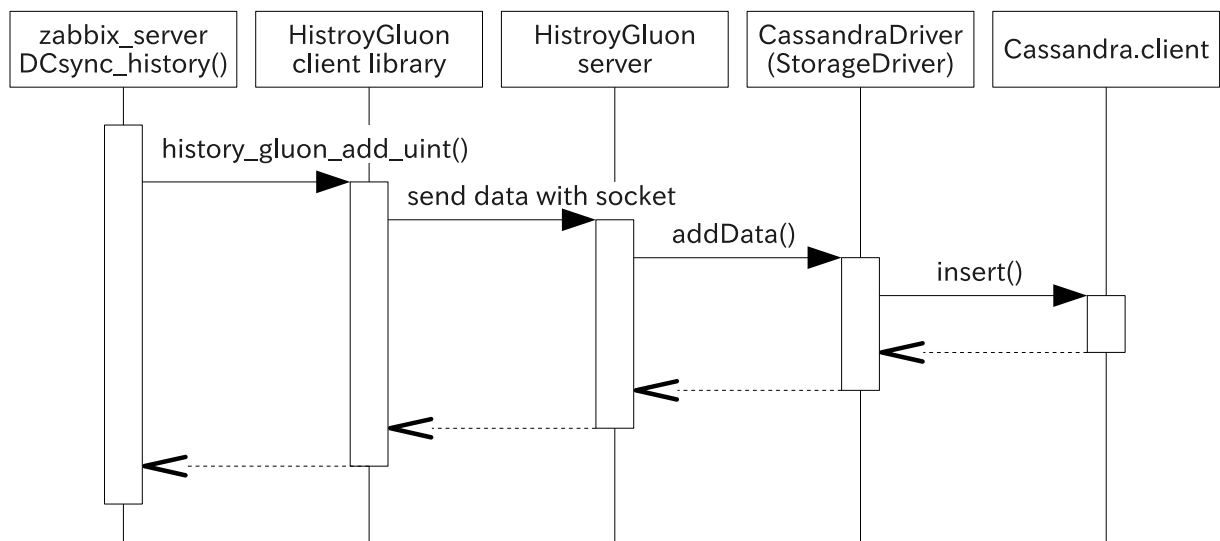 zabbix_server
DCsync_history()
HistroyGluon
client library
HistroyGluon
server
CassandraDriver
(StorageDriver)
Cassandra.client
history_gluon_add_uint()
send data with socket
addData()
insert()